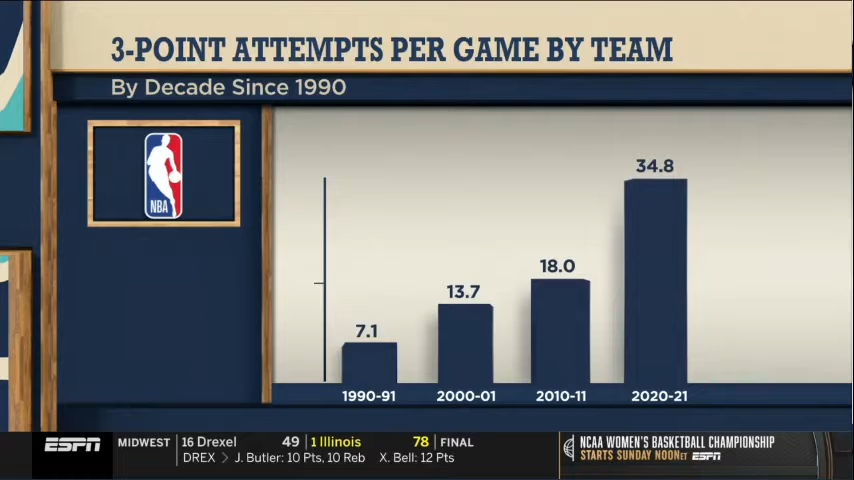 3-POINT ATTEMPTS PER GAME BY TEAM
By Decade Since 1990
NBA
34.8
18.0
13.7
7.1
1990-91 2000-01 2010-11 2020-21
ESPN MIDWEST 16 Drexel 49 1 Illinois 78 FINAL
DREX > J. Butler: 10 Pts, 10 Reb X. Bell: 12 Pts
NCAA WOMEN'S BASKETBALL CHAMPIONSHIP
STARTS SUNDAY NOON ET ESPN